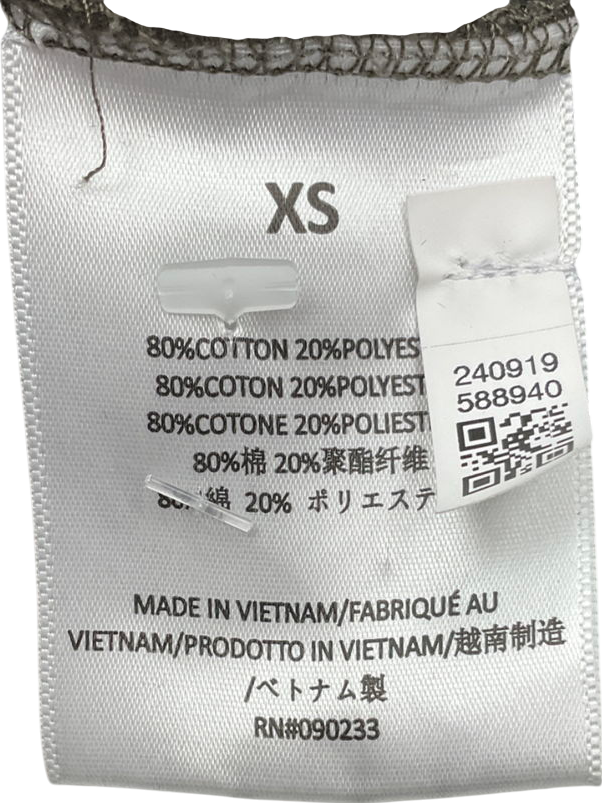 XS
80%COTTON 20%POLYES
80%COTON 20%POLYEST
80%COTONE 20%POLIEST
80%棉 20%聚酯纤维
綿 20% ポリエステ
240919
588940
MADE IN VIETNAM/FABRIQUÉ AU
VIETNAM/PRODOTTO IN VIETNAM/越南制造
/ベトナム製
RN#090233